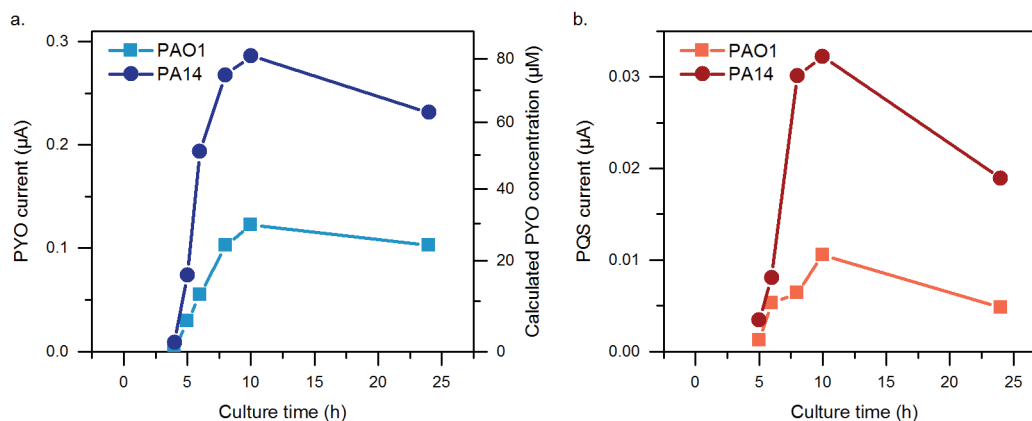 a.
PAO1
PA14
0.3
0.2
0.1
0.0
PYO current (µA)
80
60
40
20
0
Calculated PYO concentration (µM)
0 5 10 15 20 25
Culture time (h)
b.
PAO1
PA14
0.03
0.02
0.01
0.00
PQS current (µA)
0 5 10 15 20 25
Culture time (h)